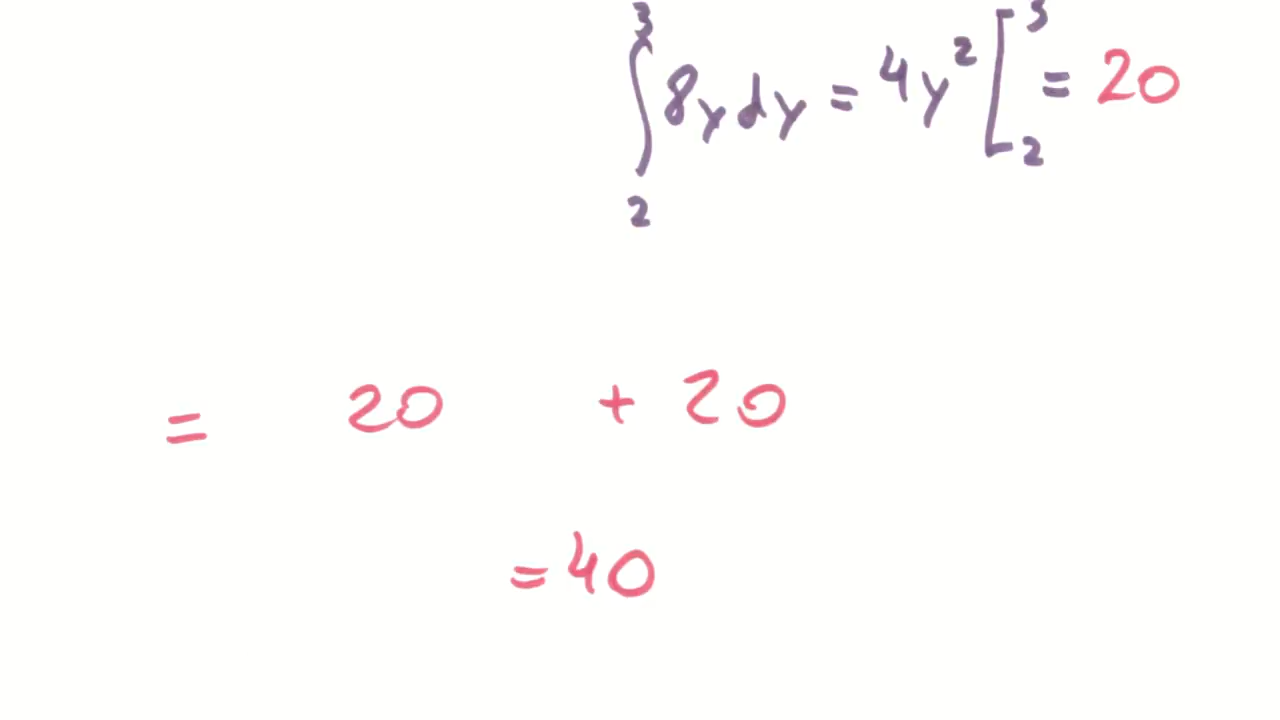 ∫₂³ 8y dy = 4y² [₂³ = 20
= 20 + 20
= 40